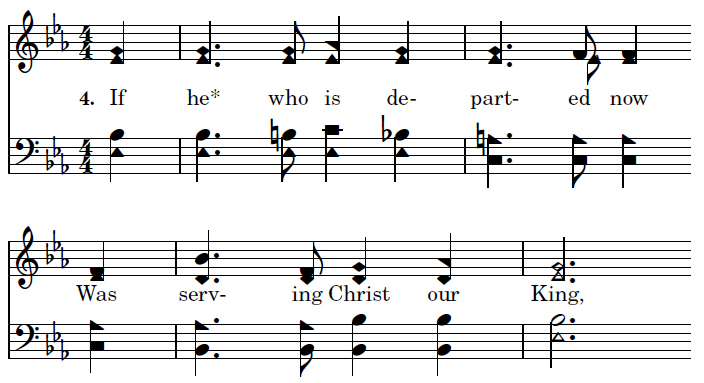 4. If he* who is de- part- ed now
Was serv- ing Christ our King,